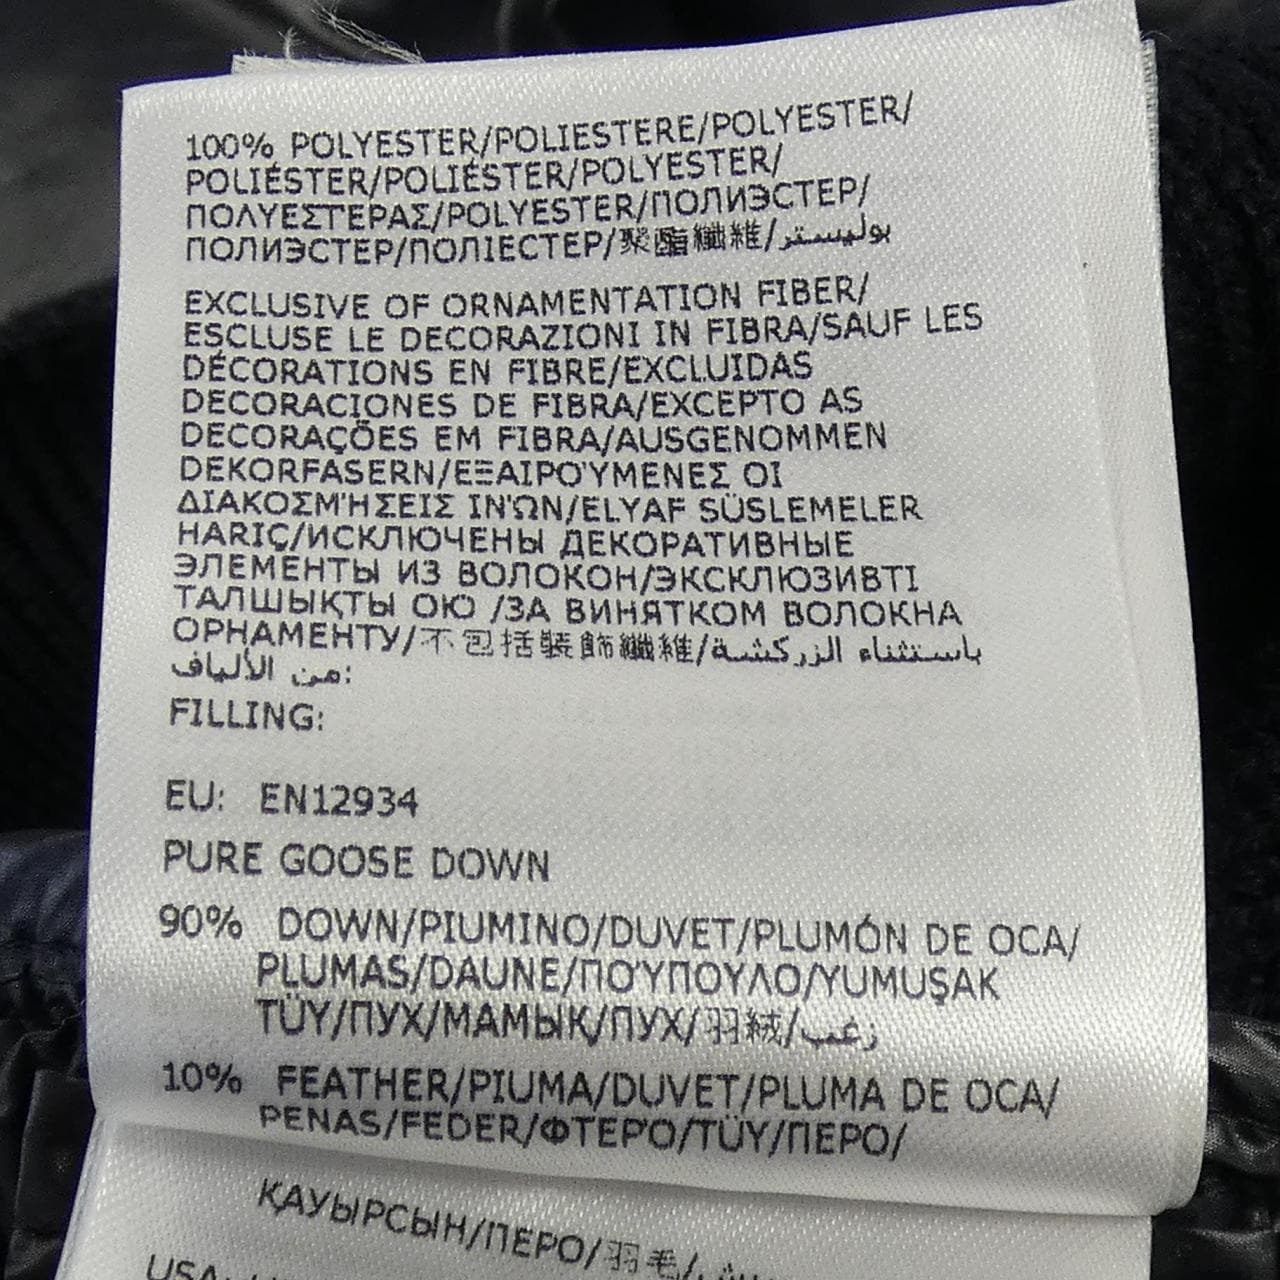 100% POLYESTER/POLIESTERE/POLYESTER/
POLIÉSTER/POLIÉSTER/POLYESTER/
ΠΟΛΥΕΣΤΕΡΑΣ/POLYESTER/ПОЛИЭСТЕР/
ПОЛИЭСТЕР/ПОЛІЕСТЕР/聚酯纖維/بوليستر
EXCLUSIVE OF ORNAMENTATION FIBER/
ESCLUSE LE DECORAZIONI IN FIBRA/SAUF LES
DÉCORATIONS EN FIBRE/EXCLUIDAS
DECORACIONES DE FIBRA/EXCEPTO AS
DECORAÇÕES EM FIBRA/AUSGENOMMEN
DEKORFASERN/ΕΞΑΙΡΟΎΜΕΝΕΣ ΟΙ
ΔΙΑΚΟΣΜΉΣΕΙΣ ΙΝΏΝ/ELYAF SÜSLEMELER
HARIÇ/ИСКЛЮЧЕНЫ ДЕКОРАТИВНЫЕ
ЭЛЕМЕНТЫ ИЗ ВОЛОКОН/ЭКСКЛЮЗИВТІ
ТАЛШЫҚТЫ ОЮ /ЗА ВИНЯТКОМ ВОЛОКНА
ОРНАМЕНТУ/不包括裝飾纖維/باستثناء الزركشة
من الألياف:
FILLING:
EU: EN12934
PURE GOOSE DOWN
90% DOWN/PIUMINO/DUVET/PLUMÓN DE OCA/
PLUMAS/DAUNE/ΠΟΎΠΟΥΛΟ/YUMUŞAK
TÜY/ПУХ/МАМЫҚ/ПУХ/羽絨/زغب
10% FEATHER/PIUMA/DUVET/PLUMA DE OCA/
PENAS/FEDER/ΦΤΕΡΌ/TÜY/ПЕРО/
ҚАУЫРСЫН/ПЕРО/羽毛/
USA: